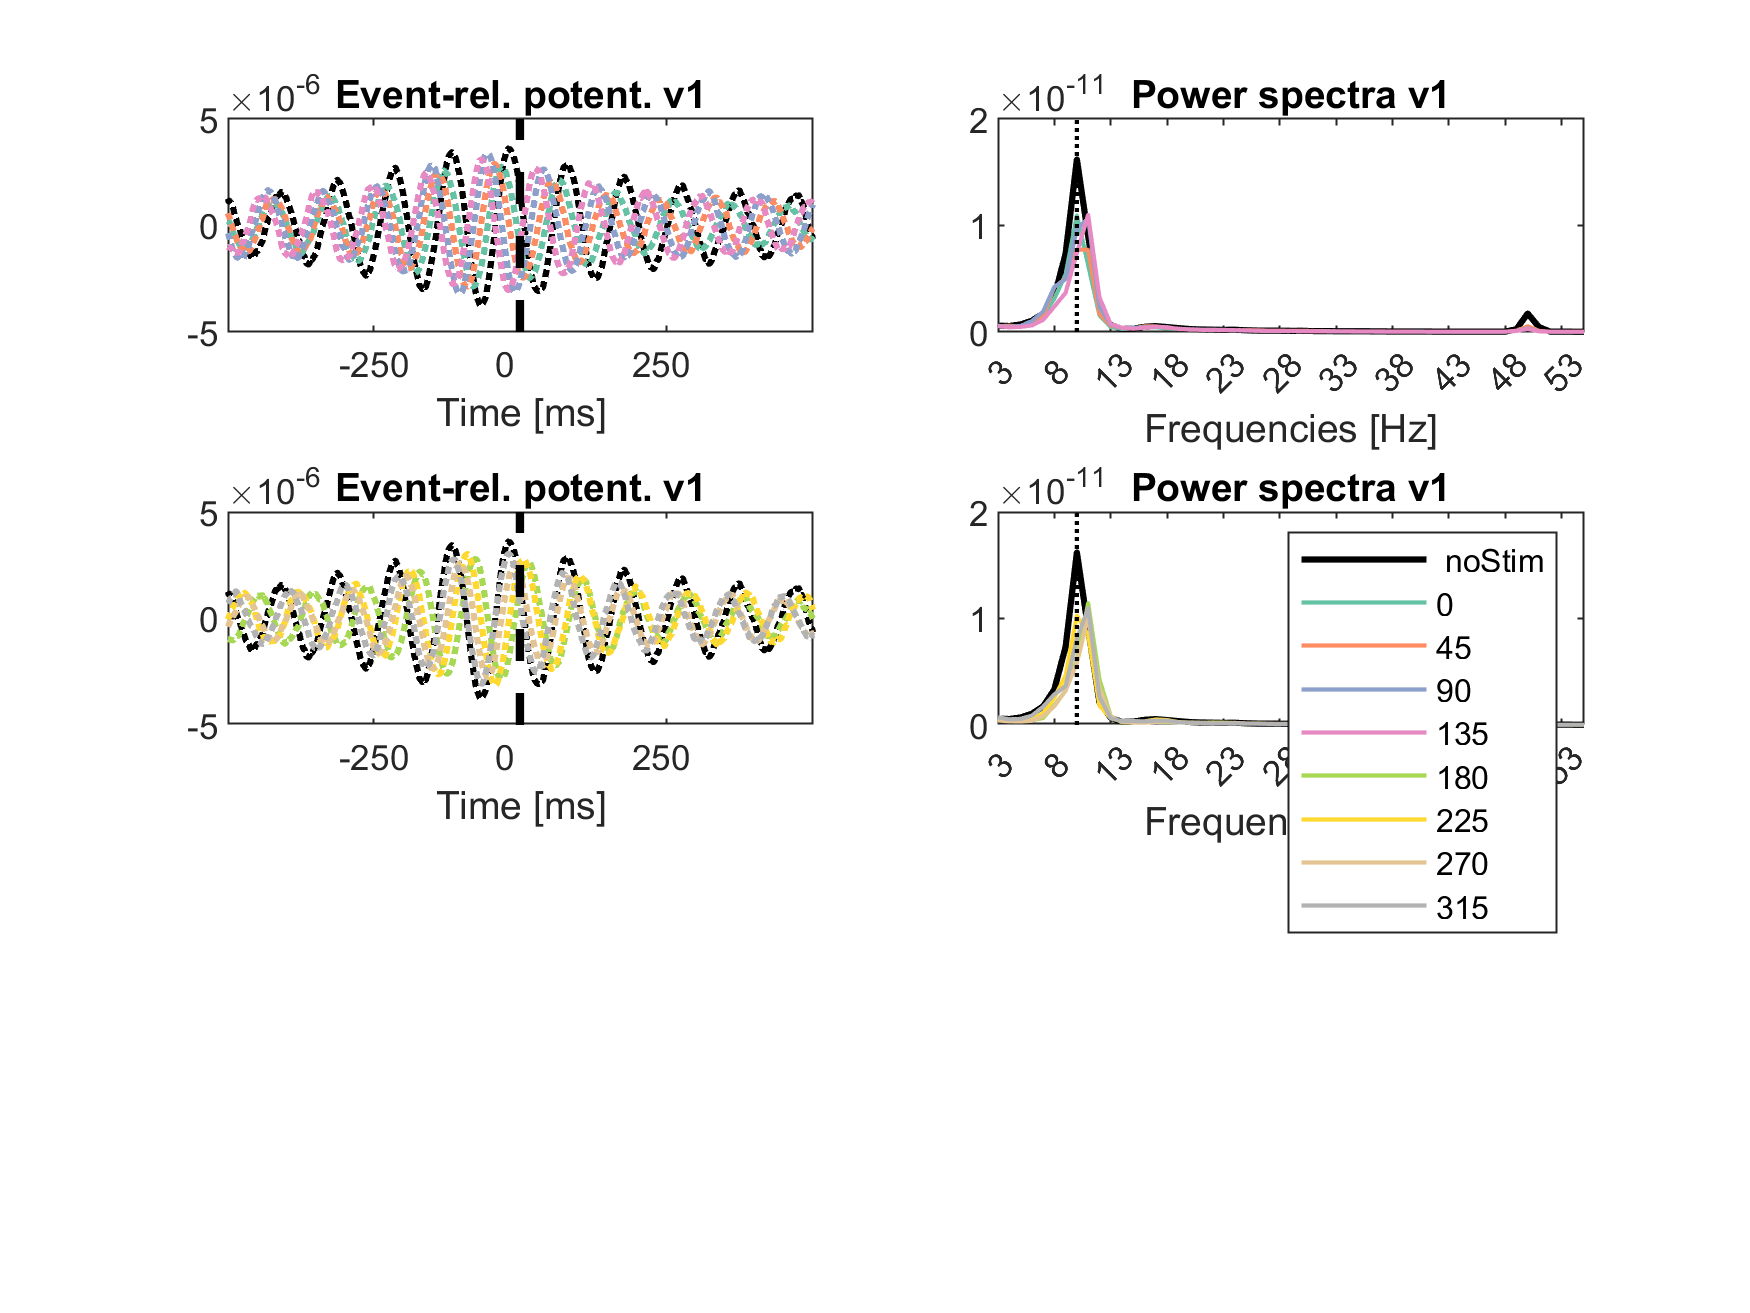 ×10-6 Event-rel. potent. v1
5
0
-5
-250 0 250
Time [ms]
×10-11 Power spectra v1
2
1
0
3 8 13 18 23 28 33 38 43 48 53
Frequencies [Hz]
×10-6 Event-rel. potent. v1
5
0
-5
-250 0 250
Time [ms]
×10-11 Power spectra v1
2
1
0
3 8 13 18 23
Frequen
noStim
0
45
90
135
180
225
270
315